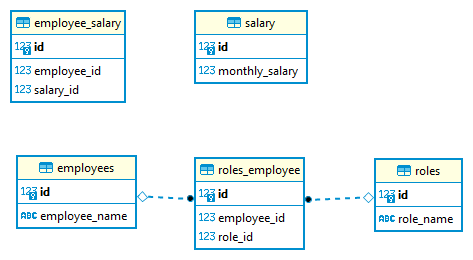 employee_salary
123 id
123 employee_id
123 salary_id
salary
123 id
123 monthly_salary
employees
123 id
ABC employee_name
roles_employee
123 id
123 employee_id
123 role_id
roles
123 id
ABC role_name